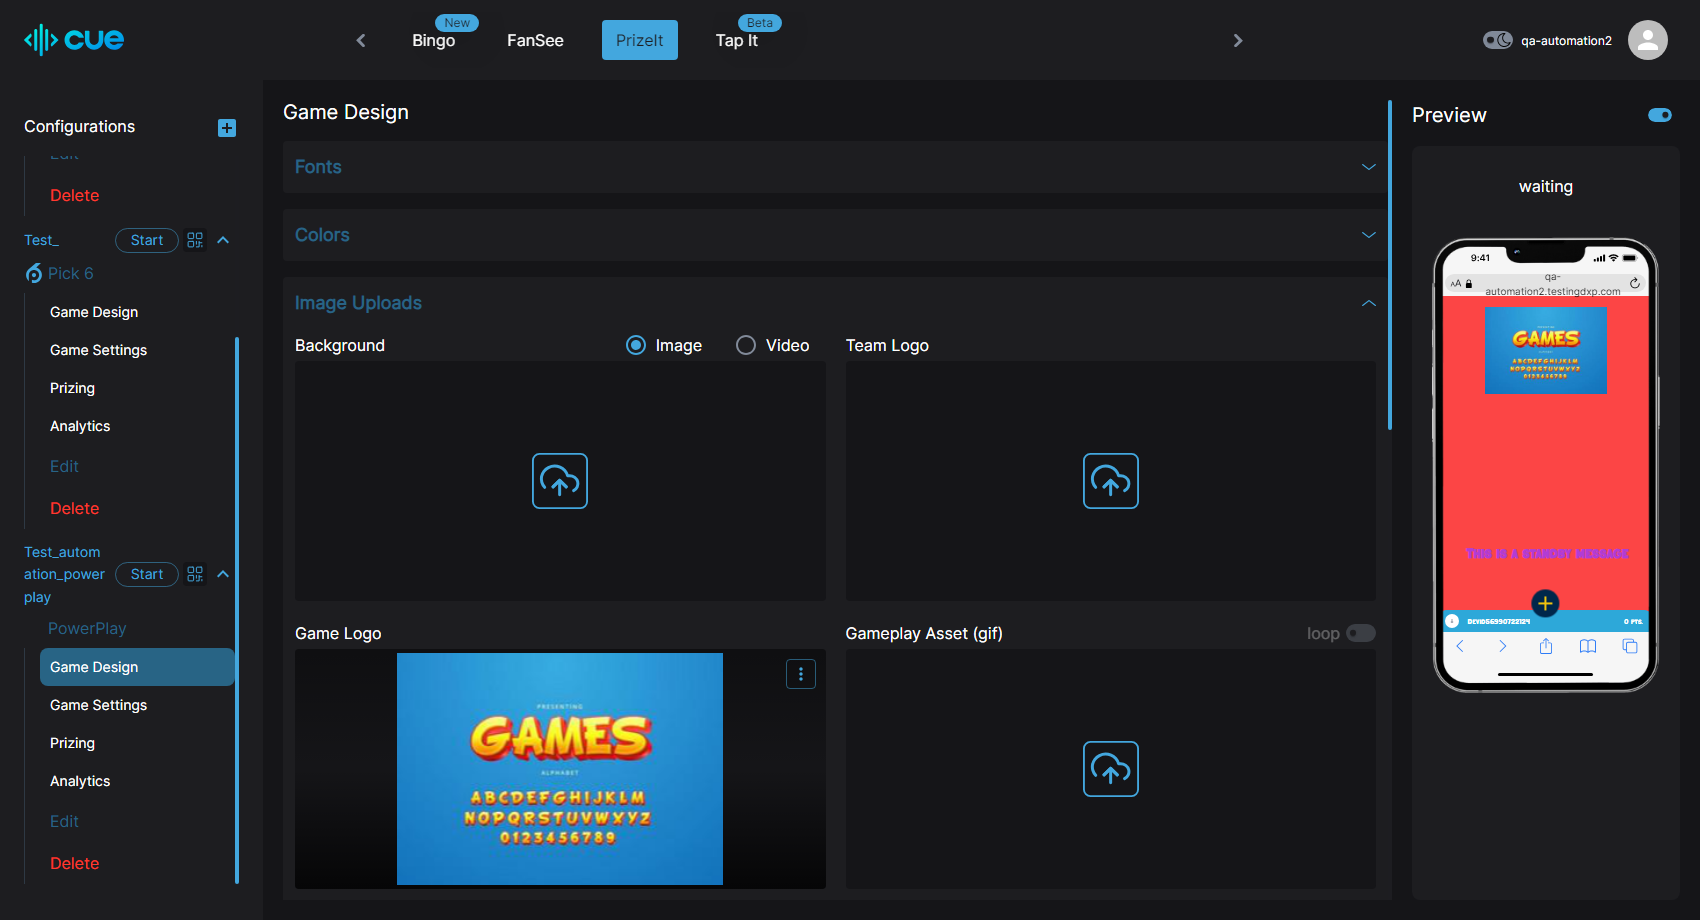 cue
New
Bingo
FanSee
PrizeIt
Beta
Tap It
qa-automation2
Configurations
Edit
Delete
Test_
Start
Pick 6
Game Design
Game Settings
Prizing
Analytics
Edit
Delete
Test_autom
ation_power
play
Start
PowerPlay
Game Design
Game Settings
Prizing
Analytics
Edit
Delete
Game Design
Fonts
Colors
Image Uploads
Background
Image
Video
Team Logo
Game Logo
PRESENTING
GAMES
ALPHABET
ABCDEFGHIJKLM
NOPQRSTUVWXYZ
0123456789
Gameplay Asset (gif)
loop
Preview
waiting
9:41
AA
qa-
automation2.testingdxp.com
GAMES
ABCDEFGHIJKLM
NOPQRSTUVWXYZ
0123456789
This is a standby message
0 Pts.